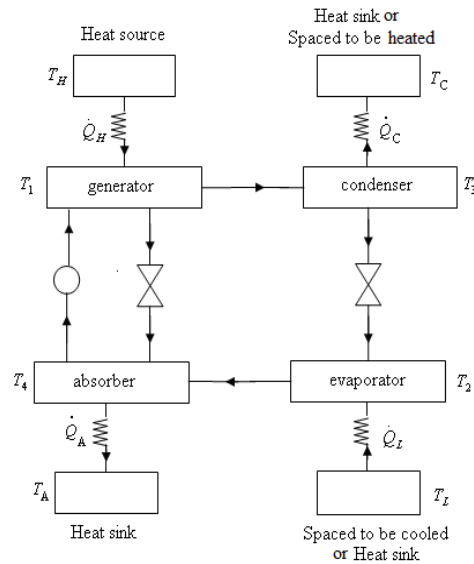 Heat source
Heat sink or
Spaced to be heated
T_H
T_C
Q̇_H
Q̇_C
T_1
generator
condenser
T_3
T_4
absorber
evaporator
T_2
Q̇_A
Q̇_L
T_A
T_L
Heat sink
Spaced to be cooled
or Heat sink